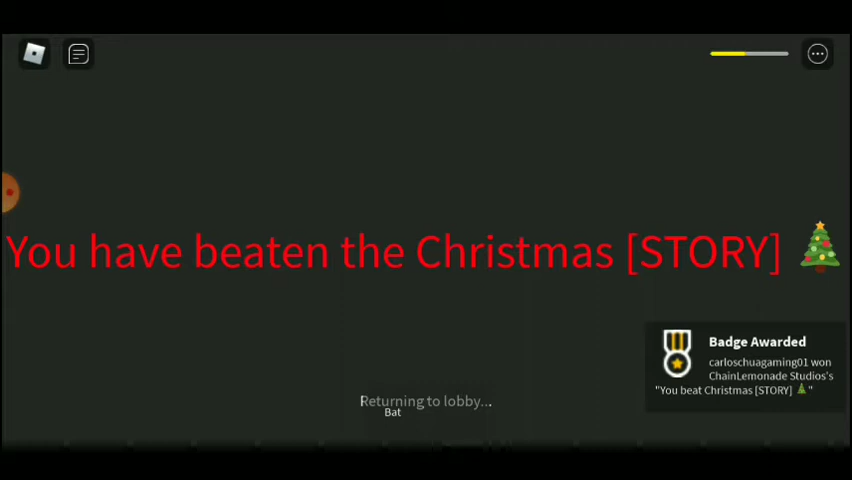 You have beaten the Christmas [STORY] 🎄
Badge Awarded
carloschuagaming01 won
ChainLemonade Studios's
"You beat Christmas [STORY] 🎄"
Returning to lobby...
Bat